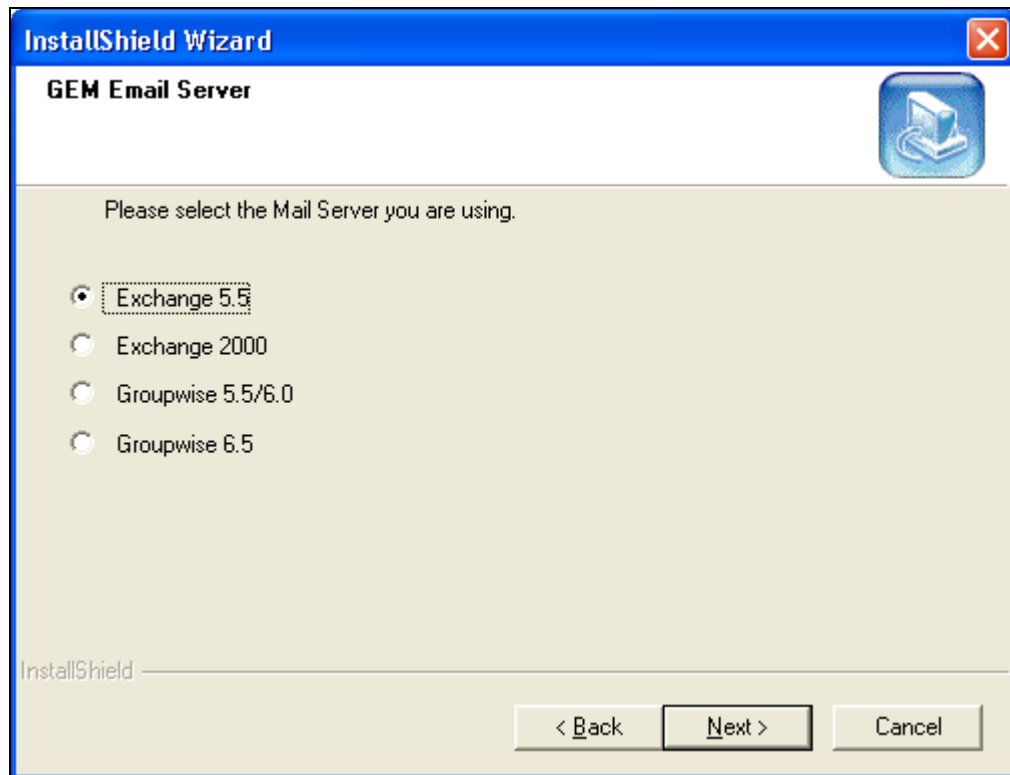 InstallShield Wizard
GEM Email Server
Please select the Mail Server you are using.
Exchange 5.5
Exchange 2000
Groupwise 5.5/6.0
Groupwise 6.5
InstallShield
< Back Next > Cancel